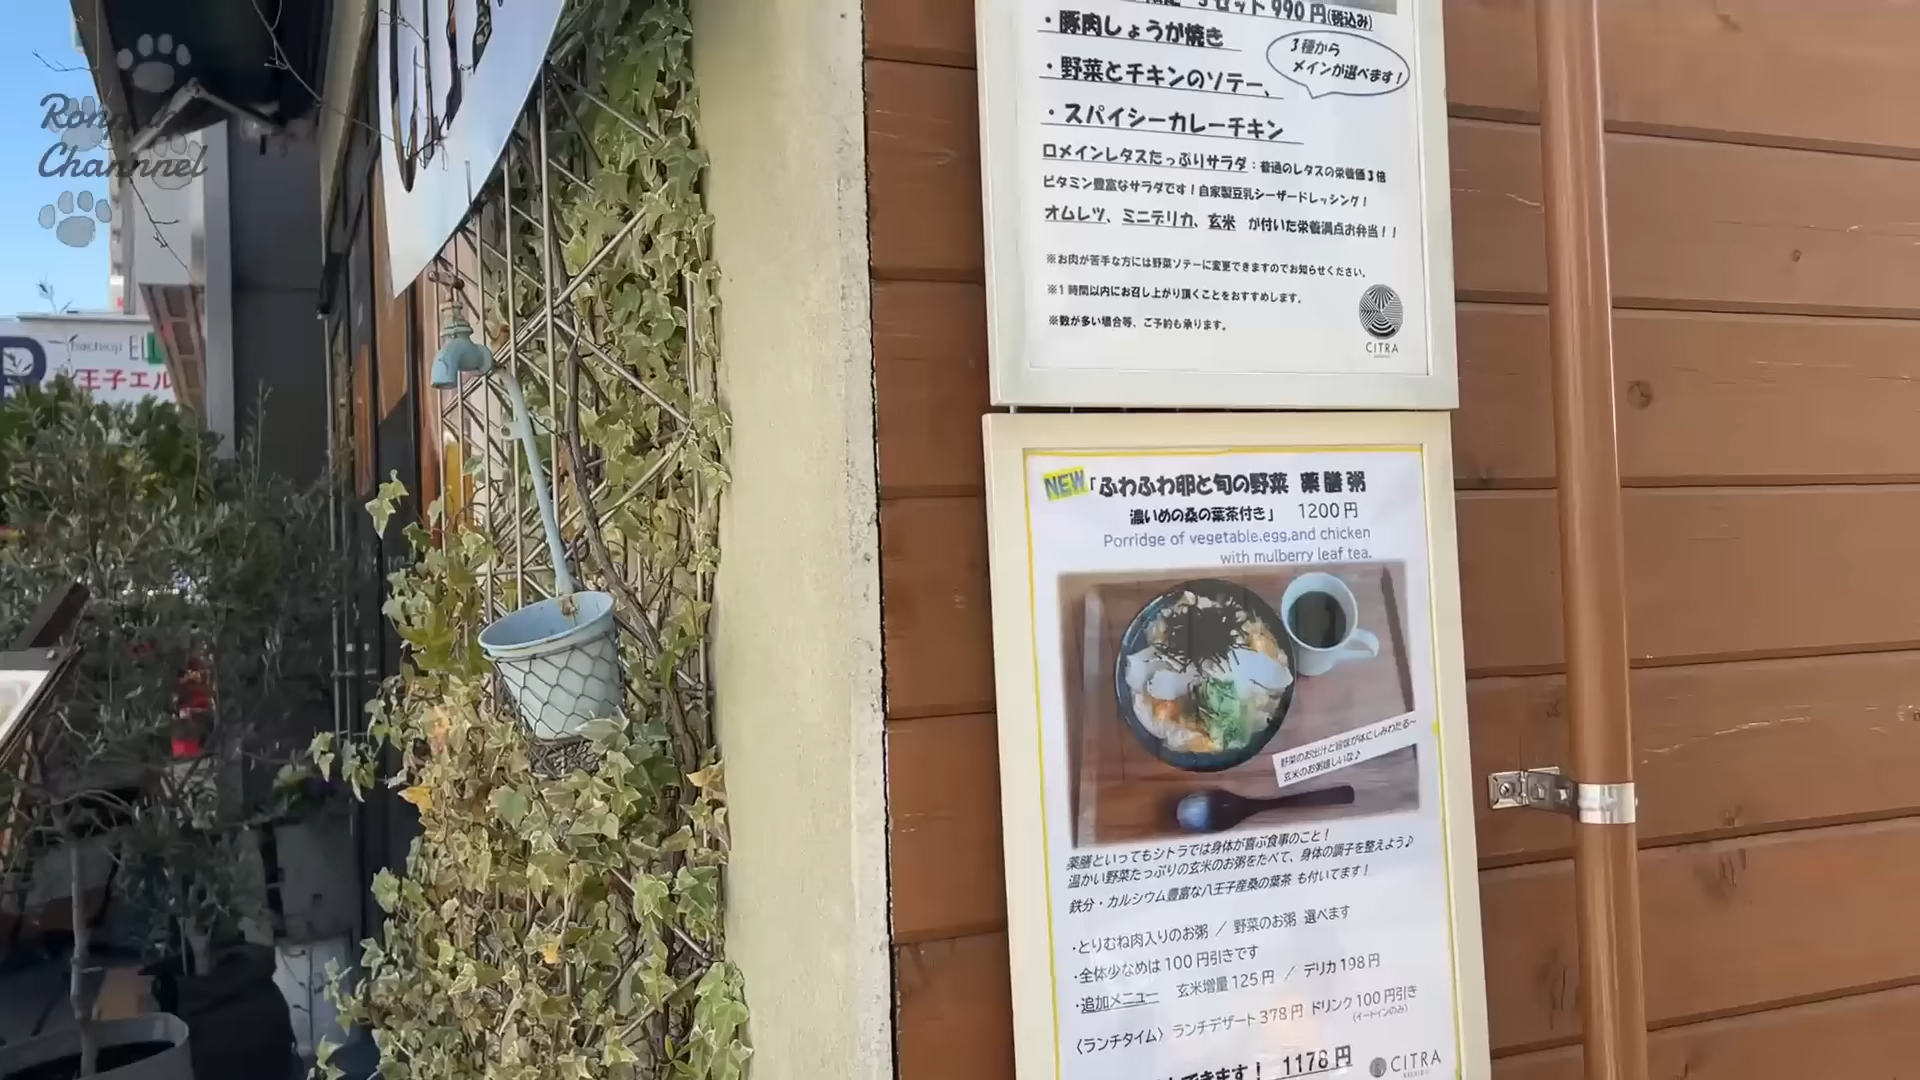 Channnel
hachioji EL
王子エル
セット 990円(税込み)
・豚肉しょうが焼き
3種から
メインが選べます!
・野菜とチキンのソテー、
・スパイシーカレーチキン
ロメインレタスたっぷりサラダ:普通のレタスの栄養価3倍
ビタミン豊富なサラダです!自家製豆乳シーザードレッシング!
オムレツ、ミニデリカ、玄米 が付いた栄養満点お弁当!!
※お肉が苦手な方には野菜ソテーに変更できますのでお知らせください。
※1時間以内にお召し上がり頂くことをおすすめします。
※数が多い場合等、ご予約も承ります。
CITRA
NEW「ふわふわ卵と旬の野菜 薬膳粥
濃いめの桑の葉茶付き」 1200円
Porridge of vegetable.egg,and chicken
with mulberry leaf tea.
野菜のお出汁と旨味が体にしみわたる〜
玄米のお粥嬉しいな♪
薬膳といってもシトラでは身体が喜ぶ食事のこと!
温かい野菜たっぷりの玄米のお粥をたべて、身体の調子を整えよう♪
鉄分・カルシウム豊富な八王子産桑の葉茶 も付いてます!
・とりむね肉入りのお粥 / 野菜のお粥 選べます
・全体少なめは100円引きです
・追加メニュー 玄米増量125円 / デリカ198円
〈ランチタイム〉ランチデザート378円 ドリンク100円引き
(イートインのみ)
できます! 1178円
CITRA